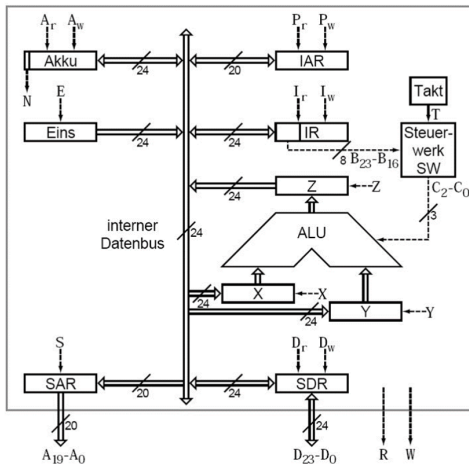 Ar Aw Pr Pw
Akku 24 20 IAR
N
E Ir Iw Takt
T
Eins 24 24 IR
8 B23-B16
Steuer-
werk
SW
24 Z Z
C2-C0
3
interner
Datenbus
24
ALU
24 X X
24 Y Y
S Dr Dw
SAR 20 24 SDR
20 24
A19-A0 D23-D0 R W